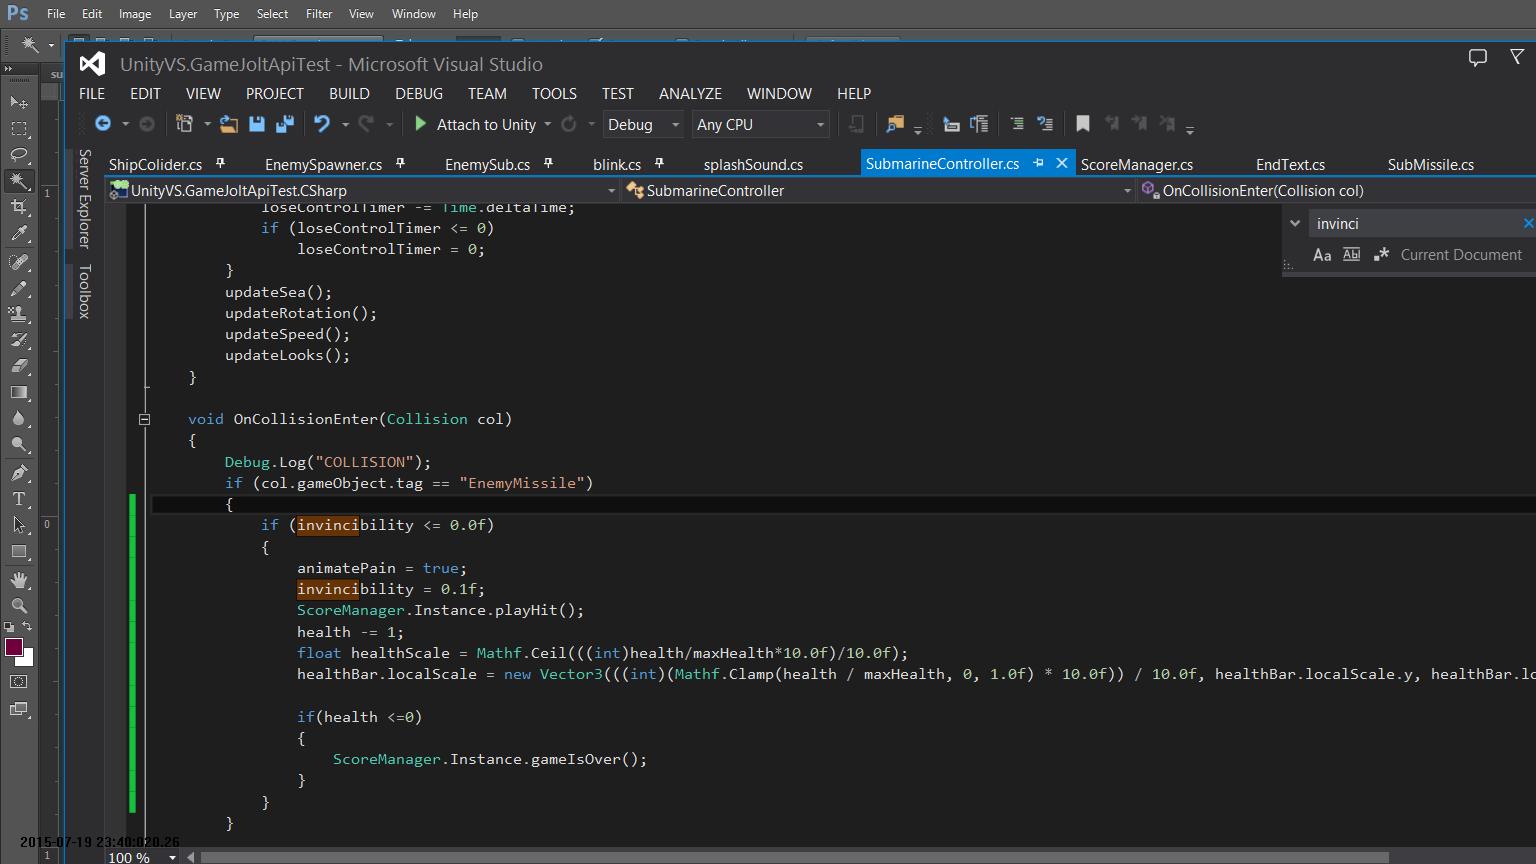 Ps File Edit Image Layer Type Select Filter View Window Help
UnityVS.GameJoltApiTest - Microsoft Visual Studio
FILE EDIT VIEW PROJECT BUILD DEBUG TEAM TOOLS TEST ANALYZE WINDOW HELP
Attach to Unity Debug Any CPU
Server Explorer
Toolbox
ShipColider.cs EnemySpawner.cs EnemySub.cs blink.cs splashSound.cs SubmarineController.cs ScoreManager.cs EndText.cs SubMissile.cs
UnityVS.GameJoltApiTest.CSharp SubmarineController OnCollisionEnter(Collision col)
invinci
Aa Abl Current Document
loseControlTimer -= Time.deltaTime;
if (loseControlTimer <= 0)
loseControlTimer = 0;
}
updateSea();
updateRotation();
updateSpeed();
updateLooks();
}
void OnCollisionEnter(Collision col)
{
Debug.Log("COLLISION");
if (col.gameObject.tag == "EnemyMissile")
{
if (invincibility <= 0.0f)
{
animatePain = true;
invincibility = 0.1f;
ScoreManager.Instance.playHit();
health -= 1;
float healthScale = Mathf.Ceil(((int)health/maxHealth*10.0f)/10.0f);
healthBar.localScale = new Vector3(((int)(Mathf.Clamp(health / maxHealth, 0, 1.0f) * 10.0f)) / 10.0f, healthBar.localScale.y, healthBar.lo
if(health <=0)
{
ScoreManager.Instance.gameIsOver();
}
}
}
2015-07-19 23:40:020.26
100 %
su
1
0
1